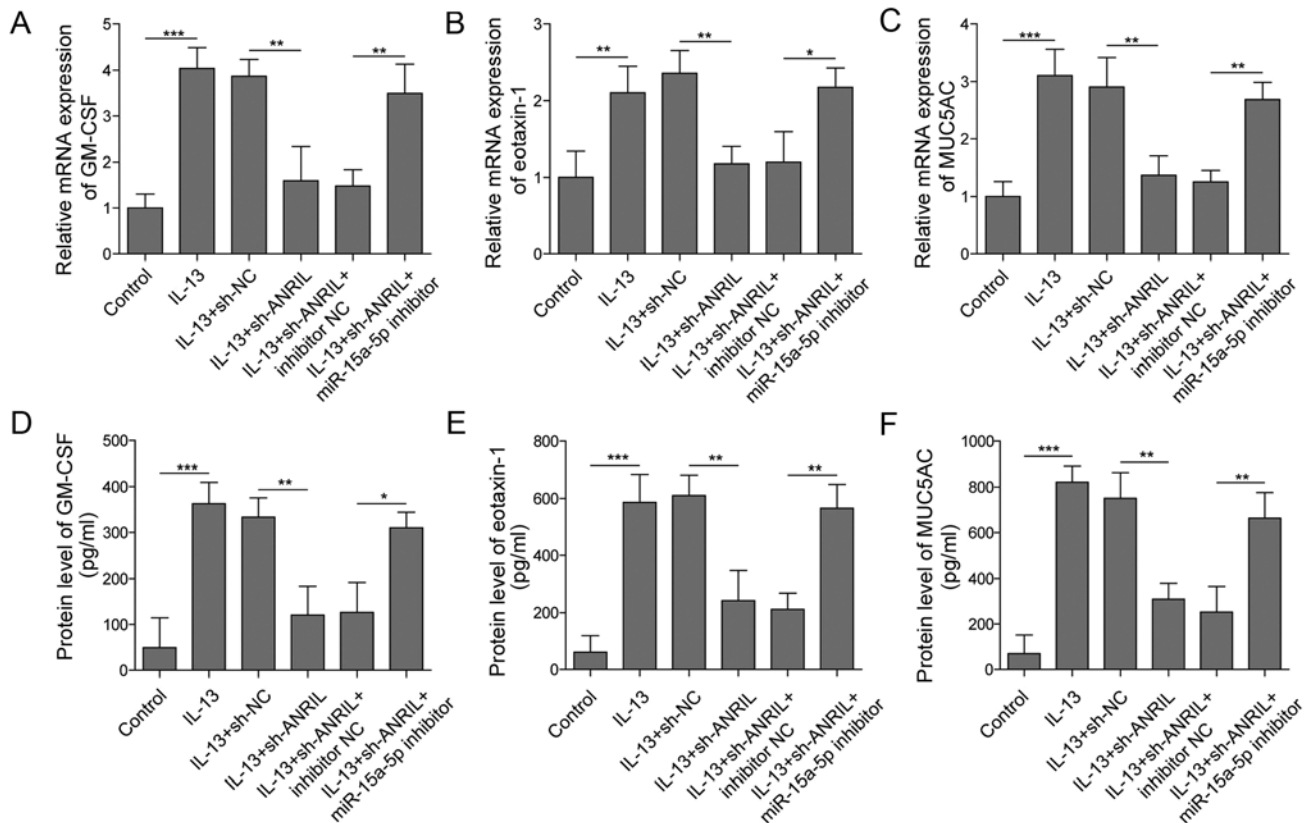 A
Relative mRNA expression
of GM-CSF
5
4
3
2
1
0
***
**
**
Control
IL-13
IL-13+sh-NC
IL-13+sh-ANRIL
IL-13+sh-ANRIL+
inhibitor NC
IL-13+sh-ANRIL+
miR-15a-5p inhibitor
B
Relative mRNA expression
of eotaxin-1
3
2
1
0
**
**
*
Control
IL-13
IL-13+sh-NC
IL-13+sh-ANRIL
IL-13+sh-ANRIL+
inhibitor NC
IL-13+sh-ANRIL+
miR-15a-5p inhibitor
C
Relative mRNA expression
of MUC5AC
4
3
2
1
0
***
**
**
Control
IL-13
IL-13+sh-NC
IL-13+sh-ANRIL
IL-13+sh-ANRIL+
inhibitor NC
IL-13+sh-ANRIL+
miR-15a-5p inhibitor
D
Protein level of GM-CSF
(pg/ml)
500
400
300
200
100
0
***
**
*
Control
IL-13
IL-13+sh-NC
IL-13+sh-ANRIL
IL-13+sh-ANRIL+
inhibitor NC
IL-13+sh-ANRIL+
miR-15a-5p inhibitor
E
Protein level of eotaxin-1
(pg/ml)
800
600
400
200
0
***
**
**
Control
IL-13
IL-13+sh-NC
IL-13+sh-ANRIL
IL-13+sh-ANRIL+
inhibitor NC
IL-13+sh-ANRIL+
miR-15a-5p inhibitor
F
Protein level of MUC5AC
(pg/ml)
1000
800
600
400
200
0
***
**
**
Control
IL-13
IL-13+sh-NC
IL-13+sh-ANRIL
IL-13+sh-ANRIL+
inhibitor NC
IL-13+sh-ANRIL+
miR-15a-5p inhibitor